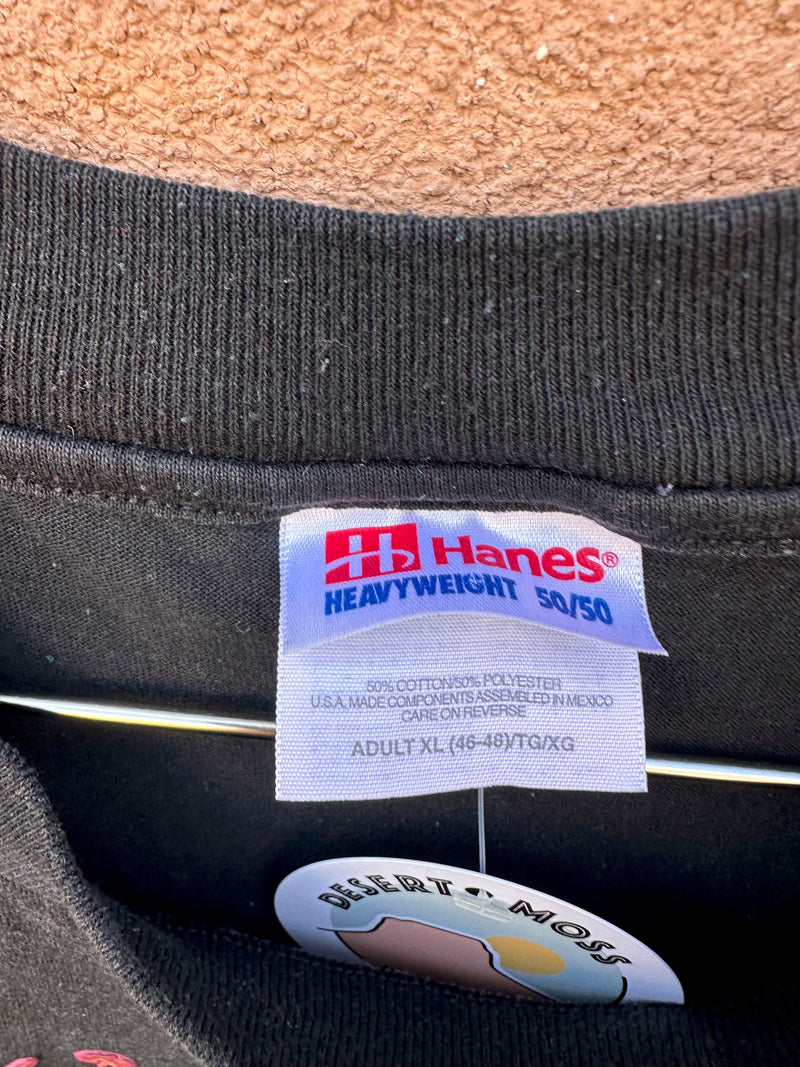 H Hanes®
HEAVYWEIGHT 50/50
50% COTTON/50% POLYESTER
U.S.A. MADE COMPONENTS ASSEMBLED IN MEXICO
CARE ON REVERSE
ADULT XL (46-48)/TG/XG
DESERT MOSS